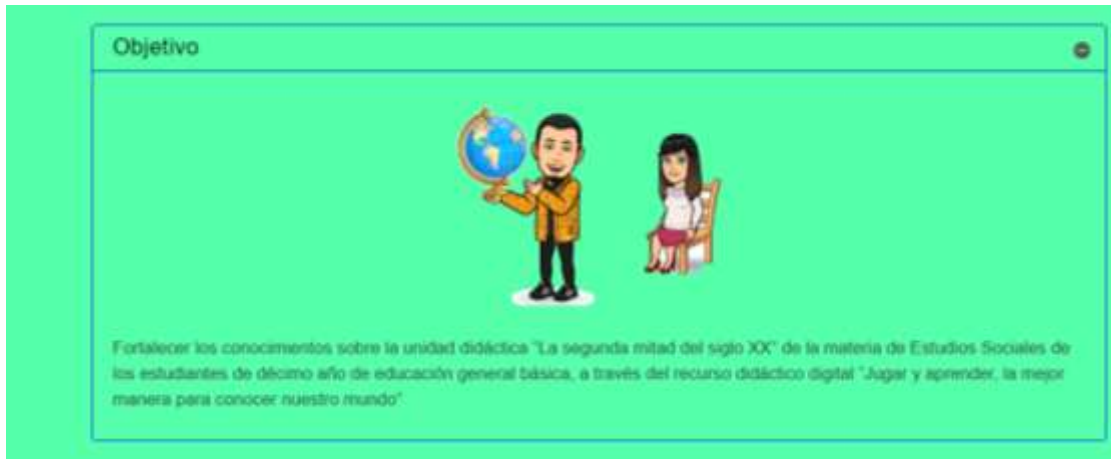 Objetivo
Fortalecer los conocimientos sobre la unidad didáctica "La segunda mitad del siglo XX" de la materia de Estudios Sociales de
los estudiantes de décimo año de educación general básica, a través del recurso didáctico digital "Jugar y aprender, la mejor
manera para conocer nuestro mundo"